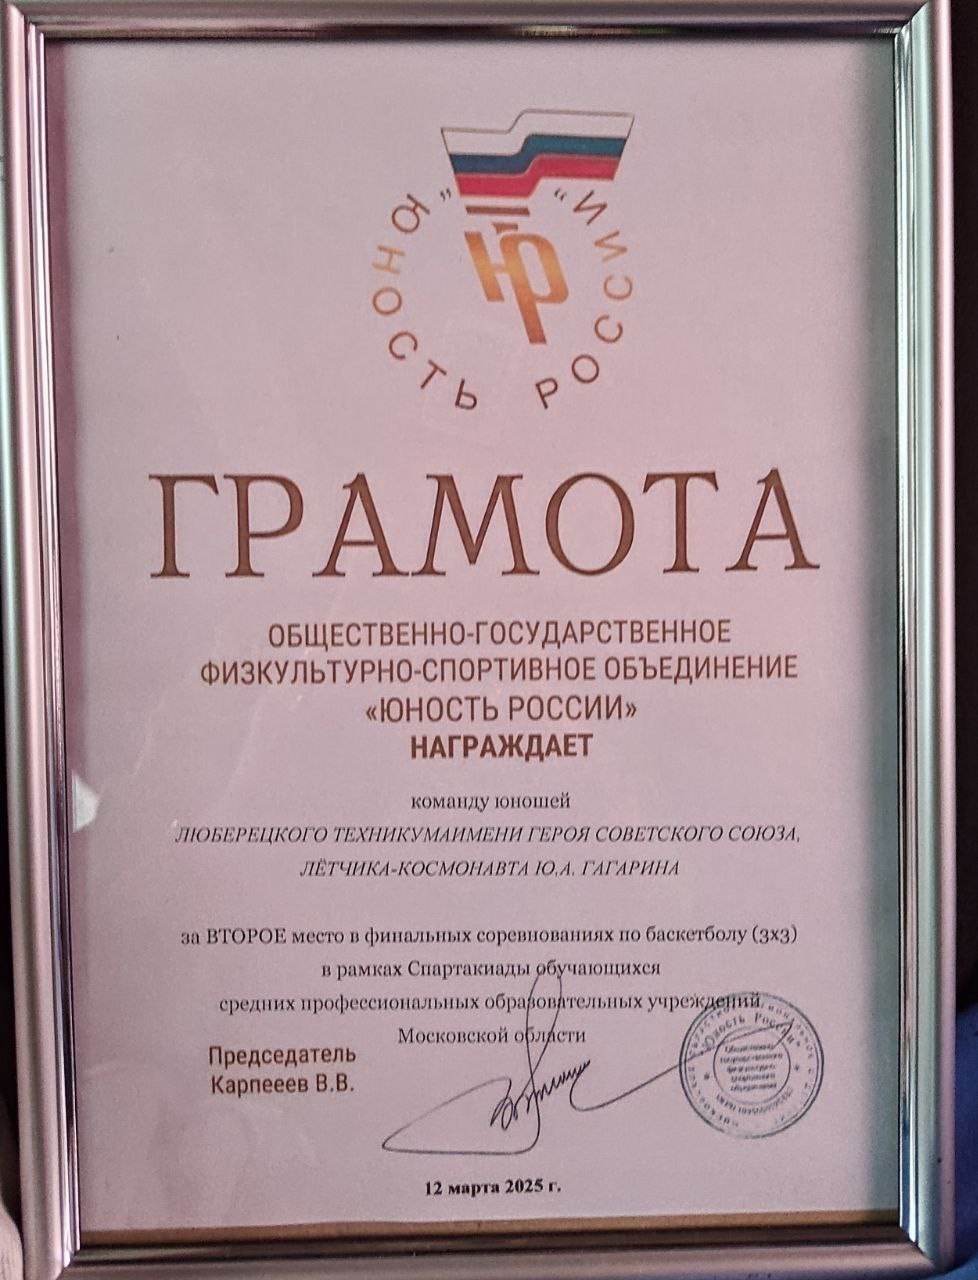 "ЮНОСТЬ РОССИИ"
ЮР
ГРАМОТА
ОБЩЕСТВЕННО-ГОСУДАРСТВЕННОЕ
ФИЗКУЛЬТУРНО-СПОРТИВНОЕ ОБЪЕДИНЕНИЕ
«ЮНОСТЬ РОССИИ»
НАГРАЖДАЕТ
команду юношей
ЛЮБЕРЕЦКОГО ТЕХНИКУМАИМЕНИ ГЕРОЯ СОВЕТСКОГО СОЮЗА,
ЛЁТЧИКА-КОСМОНАВТА Ю.А. ГАГАРИНА
за ВТОРОЕ место в финальных соревнованиях по баскетболу (3х3)
в рамках Спартакиады обучающихся
средних профессиональных образовательных учреждений
Московской области
Председатель
Карпееев В.В.
Юность России
12 марта 2025 г.